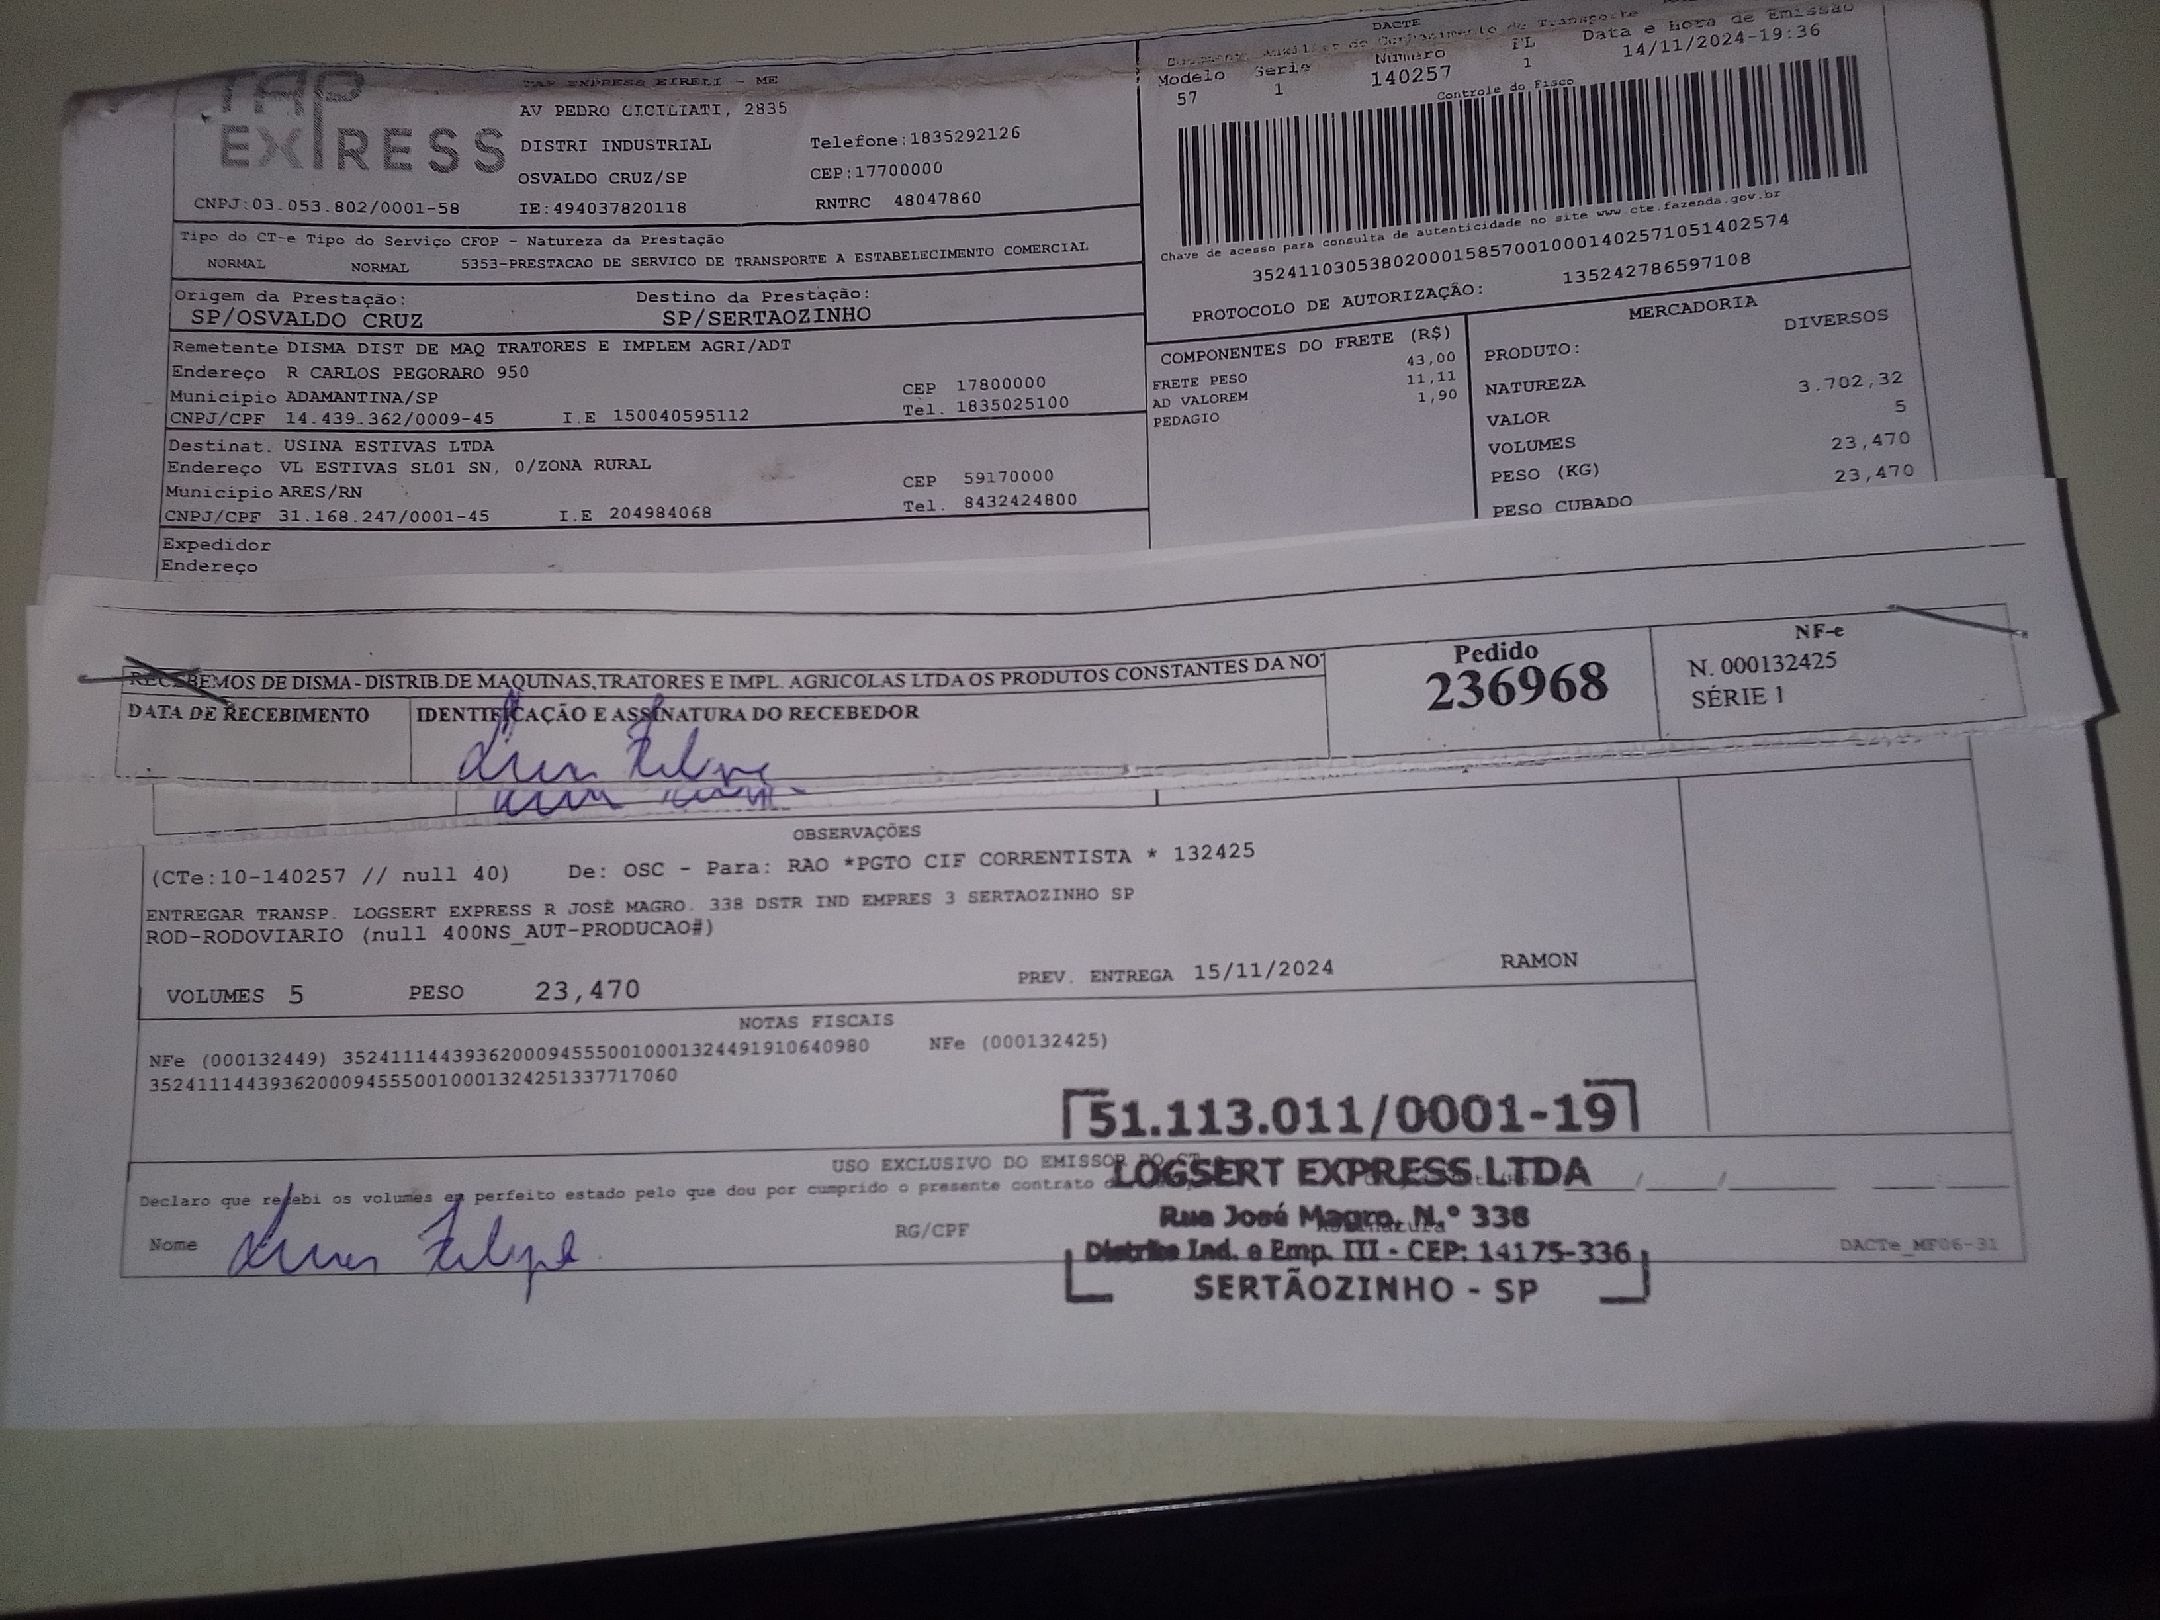 DACTE
Documento Auxiliar do Conhecimento de Transporte
Modelo Serie Número FL Data e Hora de Emissão
57 1 140257 1 14/11/2024-19:36
Controle do Fisco
TAP EXPRESS
TAP EXPRESS EIRELI - ME
AV PEDRO CICILIATI, 2835
DISTRI INDUSTRIAL Telefone:1835292126
OSVALDO CRUZ/SP CEP:17700000
CNPJ:03.053.802/0001-58 IE:494037820118 RNTRC 48047860
Chave de acesso para consulta de autenticidade no site www.cte.fazenda.gov.br
35241103053802000158570010001402571051402574
PROTOCOLO DE AUTORIZAÇÃO: 135242786597108
Tipo do CT-e Tipo do Serviço CFOP - Natureza da Prestação
NORMAL NORMAL 5353-PRESTACAO DE SERVICO DE TRANSPORTE A ESTABELECIMENTO COMERCIAL
Origem da Prestação: Destino da Prestação:
SP/OSVALDO CRUZ SP/SERTAOZINHO
Remetente DISMA DIST DE MAQ TRATORES E IMPLEM AGRI/ADT
Endereço R CARLOS PEGORARO 950
Municipio ADAMANTINA/SP CEP 17800000
CNPJ/CPF 14.439.362/0009-45 I.E 150040595112 Tel. 1835025100
Destinat. USINA ESTIVAS LTDA
Endereço VL ESTIVAS SL01 SN, 0/ZONA RURAL
Municipio ARES/RN CEP 59170000
CNPJ/CPF 31.168.247/0001-45 I.E 204984068 Tel. 8432424800
Expedidor
Endereço
COMPONENTES DO FRETE (R$)
FRETE PESO 43,00
AD VALOREM 11,11
PEDAGIO 1,90
MERCADORIA
PRODUTO: DIVERSOS
NATUREZA
VALOR 3.702,32
VOLUMES 5
PESO (KG) 23,470
PESO CUBADO 23,470
RECEBEMOS DE DISMA - DISTRIB.DE MAQUINAS,TRATORES E IMPL. AGRICOLAS LTDA OS PRODUTOS CONSTANTES DA NOT
DATA DE RECEBIMENTO IDENTIFICAÇÃO E ASSINATURA DO RECEBEDOR
Pedido
236968
NF-e
N. 000132425
SÉRIE 1
OBSERVAÇÕES
(CTe:10-140257 // null 40) De: OSC - Para: RAO *PGTO CIF CORRENTISTA * 132425
ENTREGAR TRANSP. LOGSERT EXPRESS R JOSÉ MAGRO. 338 DSTR IND EMPRES 3 SERTAOZINHO SP
ROD-RODOVIARIO (null 400NS_AUT-PRODUCAO#)
VOLUMES 5 PESO 23,470 PREV. ENTREGA 15/11/2024 RAMON
NOTAS FISCAIS
NFe (000132449) 35241114439362000945550010001324491910640980 NFe (000132425)
35241114439362000945550010001324251337717060
USO EXCLUSIVO DO EMISSOR DO CT
Declaro que recebi os volumes em perfeito estado pelo que dou por cumprido o presente contrato
Nome Felipe RG/CPF
DACTe_MF06-31
51.113.011/0001-19
LOGSERT EXPRESS LTDA
Rua José Magro, N.º 338
Distrito Ind. e Emp. III - CEP: 14175-336
SERTÃOZINHO - SP